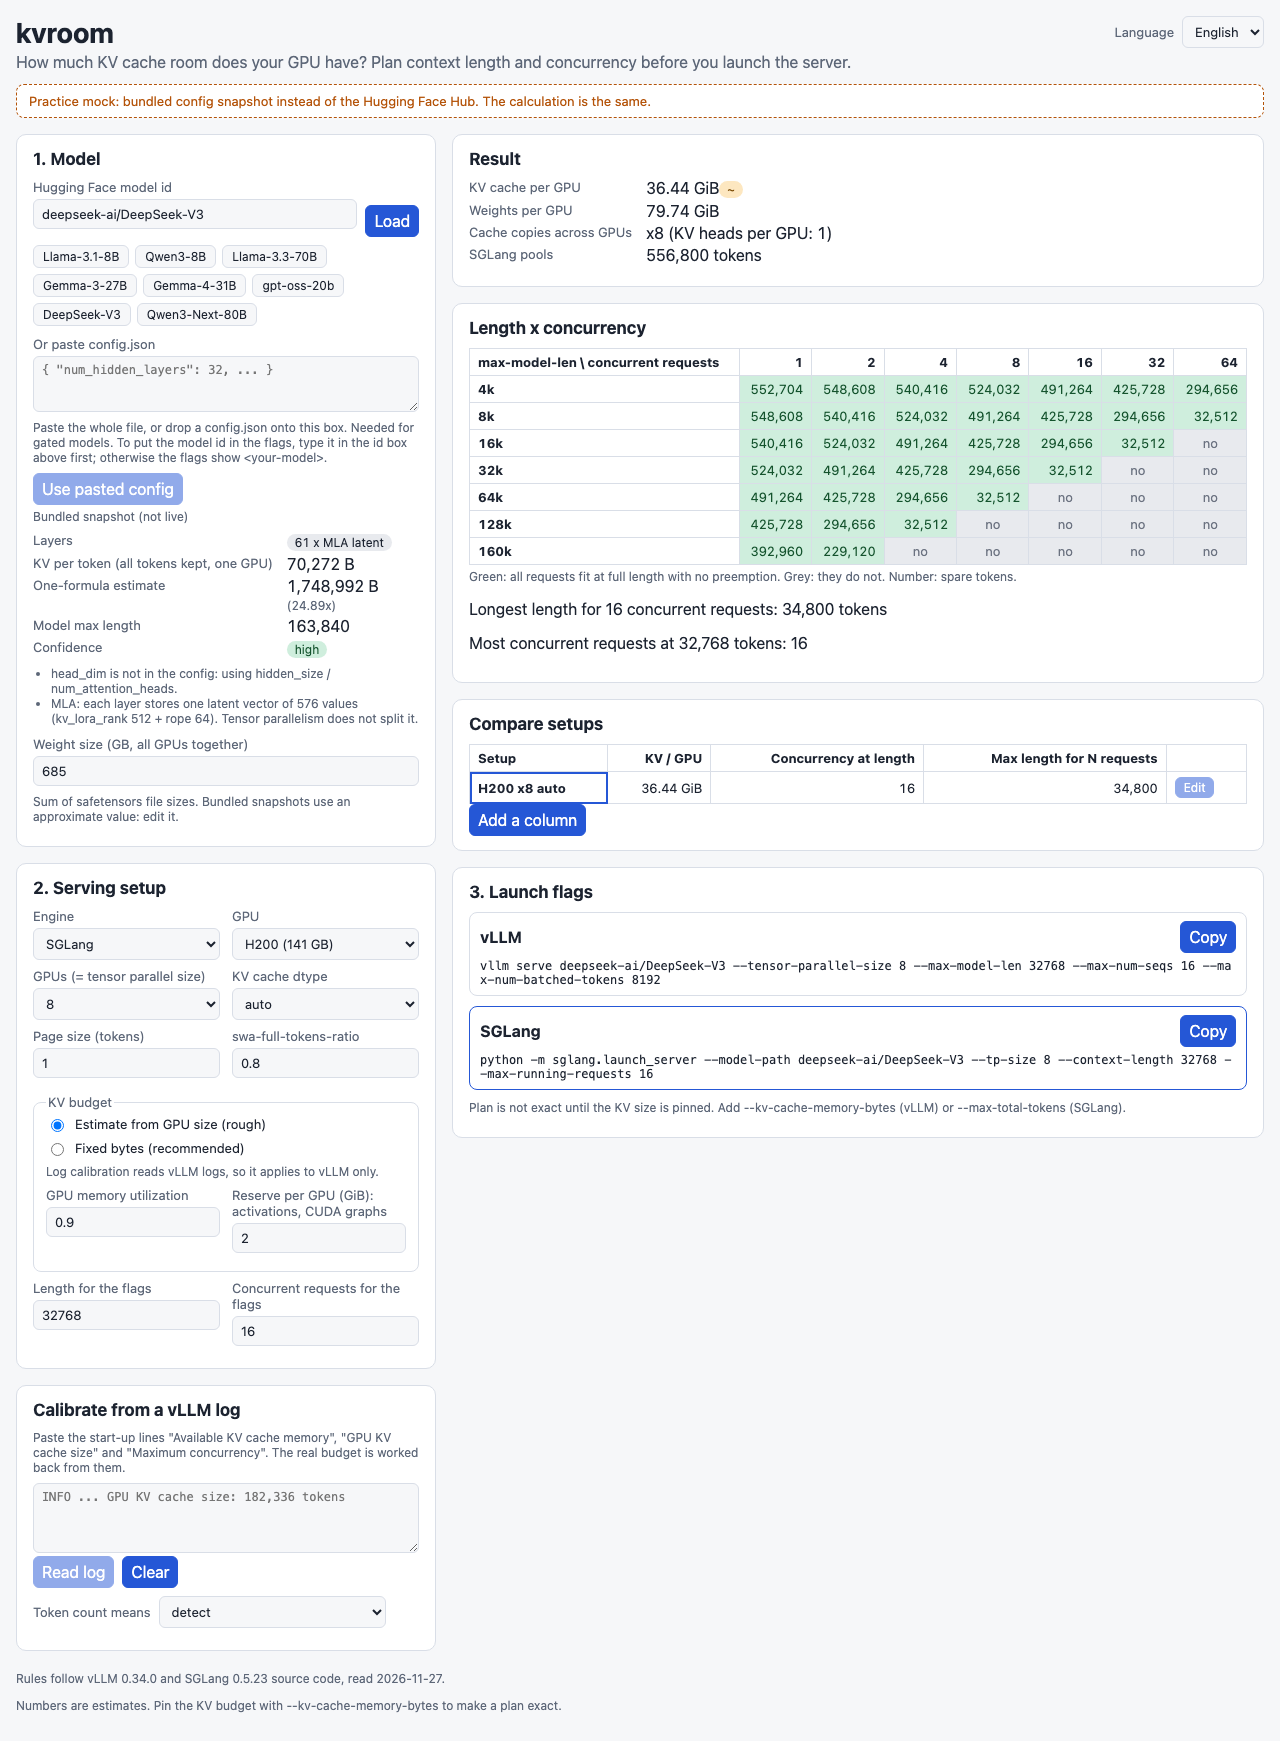 kvroom
Language
English
How much KV cache room does your GPU have? Plan context length and concurrency before you launch the server.
Practice mock: bundled config snapshot instead of the Hugging Face Hub. The calculation is the same.
1. Model
Hugging Face model id
deepseek-ai/DeepSeek-V3
Load
Llama-3.1-8B
Qwen3-8B
Llama-3.3-70B
Gemma-3-27B
Gemma-4-31B
gpt-oss-20b
DeepSeek-V3
Qwen3-Next-80B
Or paste config.json
{ "num_hidden_layers": 32, ... }
Paste the whole file, or drop a config.json onto this box. Needed for
gated models. To put the model id in the flags, type it in the id box
above first; otherwise the flags show <your-model>.
Use pasted config
Bundled snapshot (not live)
Layers 61 x MLA latent
KV per token (all tokens kept, one GPU) 70,272 B
One-formula estimate 1,748,992 B
(24.89x)
Model max length 163,840
Confidence high
• head_dim is not in the config: using hidden_size /
num_attention_heads.
• MLA: each layer stores one latent vector of 576 values
(kv_lora_rank 512 + rope 64). Tensor parallelism does not split it.
Weight size (GB, all GPUs together)
685
Sum of safetensors file sizes. Bundled snapshots use an
approximate value: edit it.
2. Serving setup
Engine GPU
SGLang H200 (141 GB)
GPUs (= tensor parallel size) KV cache dtype
8 auto
Page size (tokens) swa-full-tokens-ratio
1 0.8
KV budget
Estimate from GPU size (rough)
Fixed bytes (recommended)
Log calibration reads vLLM logs, so it applies to vLLM only.
GPU memory utilization
0.9
Reserve per GPU (GiB):
activations, CUDA graphs
2
Length for the flags
32768
Concurrent requests for the
flags
16
Calibrate from a vLLM log
Paste the start-up lines "Available KV cache memory", "GPU KV
cache size" and "Maximum concurrency". The real budget is worked
back from them.
INFO ... GPU KV cache size: 182,336 tokens
Read log
Clear
Token count means detect
Result
KV cache per GPU 36.44 GiB ~
Weights per GPU 79.74 GiB
Cache copies across GPUs x8 (KV heads per GPU: 1)
SGLang pools 556,800 tokens
Length x concurrency
max-model-len \ concurrent requests 1 2 4 8 16 32 64
4k 552,704 548,608 540,416 524,032 491,264 425,728 294,656
8k 548,608 540,416 524,032 491,264 425,728 294,656 32,512
16k 540,416 524,032 491,264 425,728 294,656 32,512 no
32k 524,032 491,264 425,728 294,656 32,512 no no
64k 491,264 425,728 294,656 32,512 no no no
128k 425,728 294,656 32,512 no no no no
160k 392,960 229,120 no no no no no
Green: all requests fit at full length with no preemption. Grey: they do not. Number: spare tokens.
Longest length for 16 concurrent requests: 34,800 tokens
Most concurrent requests at 32,768 tokens: 16
Compare setups
Setup KV / GPU Concurrency at length Max length for N requests
H200 x8 auto 36.44 GiB 16 34,800 Edit
Add a column
3. Launch flags
vLLM
Copy
vllm serve deepseek-ai/DeepSeek-V3 --tensor-parallel-size 8 --max-model-len 32768 --max-num-seqs 16 --ma
x-num-batched-tokens 8192
SGLang
Copy
python -m sglang.launch_server --model-path deepseek-ai/DeepSeek-V3 --tp-size 8 --context-length 32768 -
-max-running-requests 16
Plan is not exact until the KV size is pinned. Add --kv-cache-memory-bytes (vLLM) or --max-total-tokens (SGLang).
Rules follow vLLM 0.34.0 and SGLang 0.5.23 source code, read 2026-11-27.
Numbers are estimates. Pin the KV budget with --kv-cache-memory-bytes to make a plan exact.